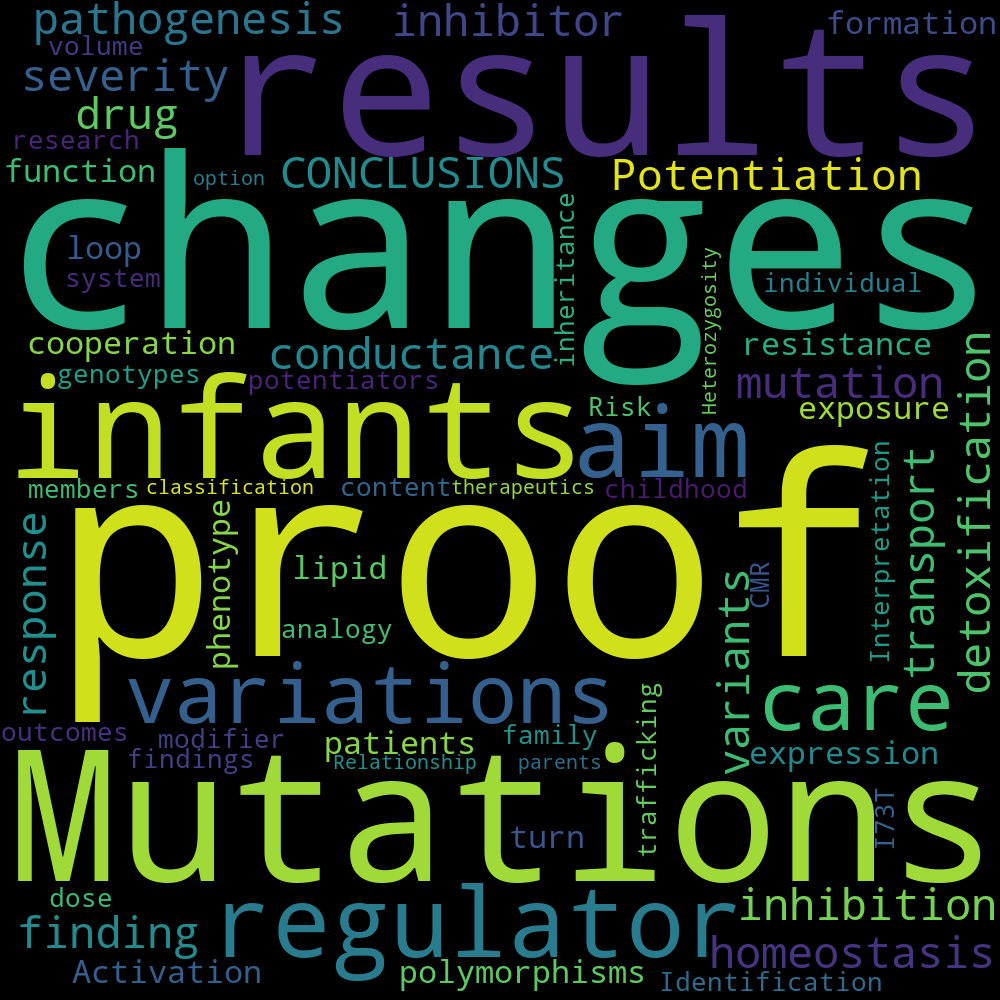 pathogenesis
inhibitor
formation
volume
results
severity
drug
research
function
option
CONCLUSIONS
Potentiation
changes
inheritance
loop
system
individual
Heterozygosity
cooperation
conductance
resistance
genotypes
potentiators
mutation
detoxification
infants
Risk
exposure
aim
members
classification
content
therapeutics
childhood
proof
Interpretation
transport
response
phenotype
lipid
CMR
variants
analogy
variations
care
trafficking
outcomes
modifier
patients
family
expression
findings
Relationship
parents
Mutations
I73T
turn
dose
regulator
inhibition
finding
homeostasis
Activation
polymorphisms
Identification